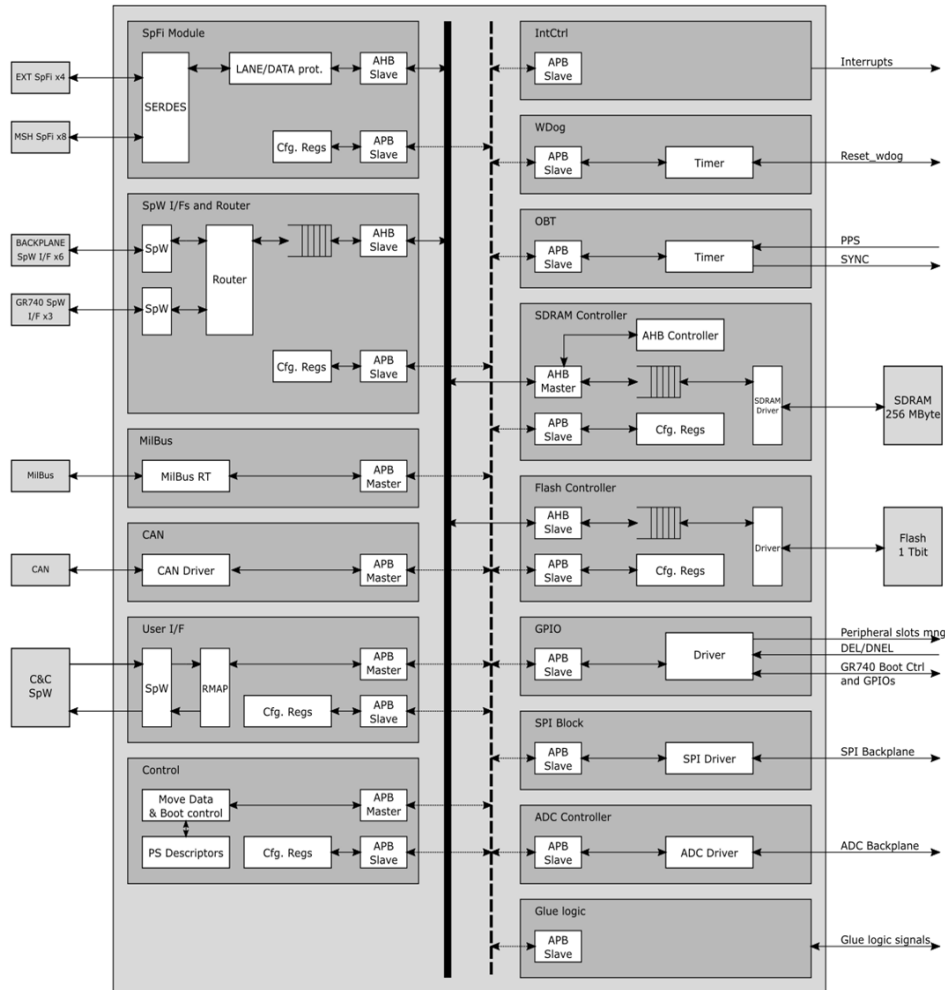 SpFi Module
EXT SpFi x4
MSH SpFi x8
SERDES
LANE/DATA prot.
AHB
Slave
Cfg. Regs
APB
Slave
SpW I/Fs and Router
BACKPLANE
SpW I/F x6
GR740 SpW
I/F x3
SpW
SpW
Router
AHB
Slave
Cfg. Regs
APB
Slave
MilBus
MilBus
MilBus RT
APB
Master
CAN
CAN
CAN Driver
APB
Master
User I/F
C&C
SpW
SpW
RMAP
APB
Master
Cfg. Regs
APB
Slave
Control
Move Data
& Boot control
APB
Master
PS Descriptors
Cfg. Regs
APB
Slave
IntCtrl
APB
Slave
Interrupts
WDog
APB
Slave
Timer
Reset_wdog
OBT
APB
Slave
Timer
PPS
SYNC
SDRAM Controller
AHB Controller
AHB
Master
APB
Slave
Cfg. Regs
SDRAM
Driver
SDRAM
256 MByte
Flash Controller
AHB
Slave
APB
Slave
Cfg. Regs
Driver
Flash
1 Tbit
GPIO
APB
Slave
Driver
Peripheral slots mng
DEL/DNEL
GR740 Boot Ctrl
and GPIOs
SPI Block
APB
Slave
SPI Driver
SPI Backplane
ADC Controller
APB
Slave
ADC Driver
ADC Backplane
Glue logic
APB
Slave
Glue logic signals